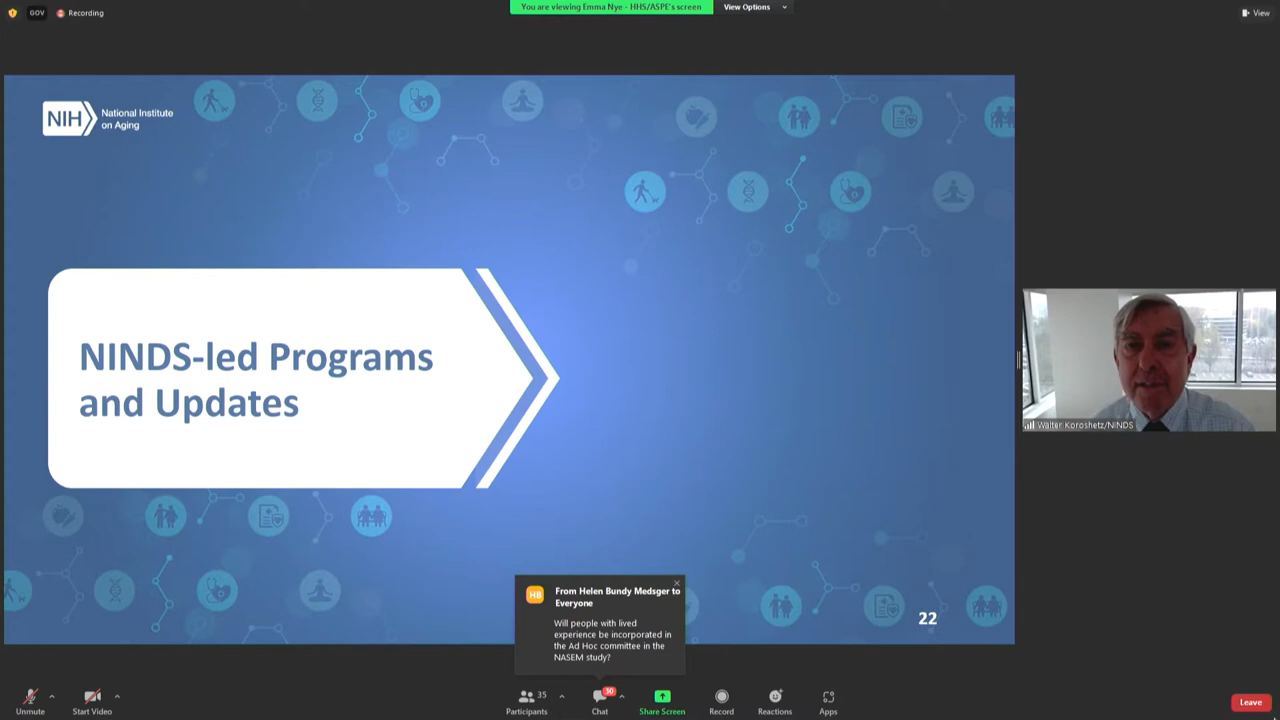 GOV
Recording
You are viewing Emma Nye - HHS/ASPE's screen
View Options
View
NIH
National Institute
on Aging
NINDS-led Programs
and Updates
22
Walter Koroshetz/NINDS
HB
From Helen Bundy Medsger to
Everyone
Will people with lived
experience be incorporated in
the Ad Hoc committee in the
NASEM study?
Unmute
Start Video
35
Participants
30
Chat
Share Screen
Record
Reactions
Apps
Leave